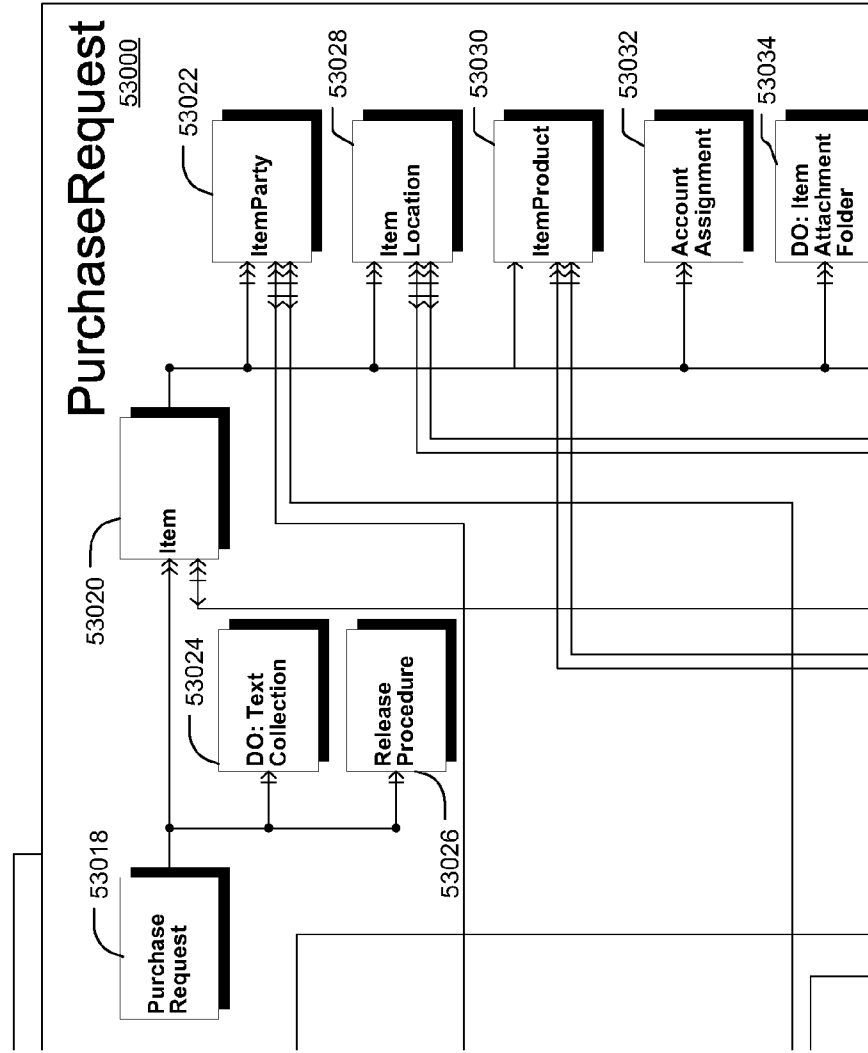 PurchaseRequest
53000
53018
Purchase
Request
53020
Item
53024
DO: Text
Collection
53026
Release
Procedure
53022
ItemParty
53028
Item
Location
53030
ItemProduct
53032
Account
Assignment
53034
DO: Item
Attachment
Folder